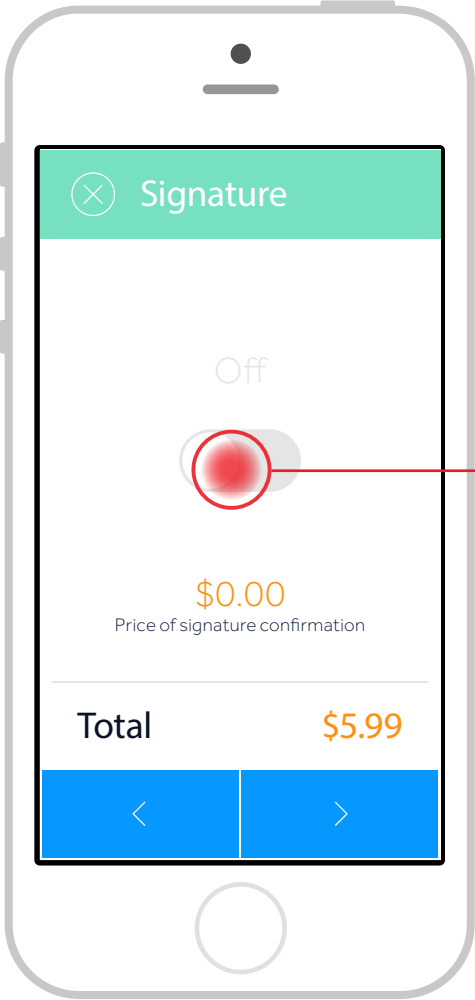 Signature
Off
$0.00
Price of signature confirmation
Total $5.99